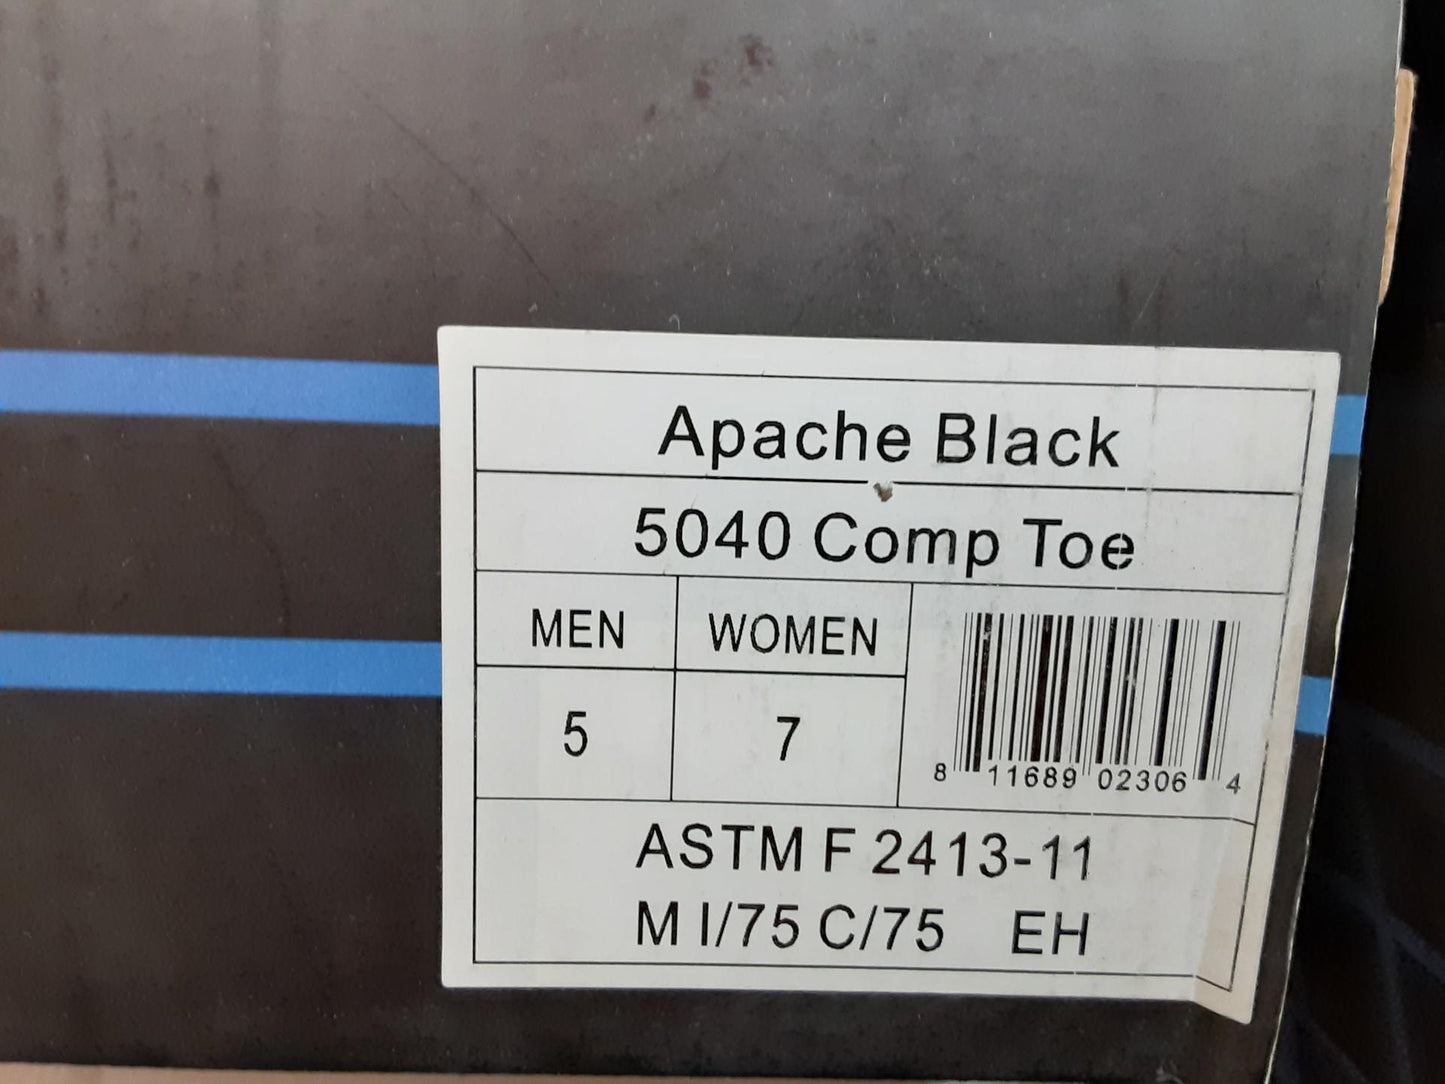 Apache Black
5040 Comp Toe
MEN WOMEN
5 7
8 11689 02306 4
ASTM F 2413-11
M I/75 C/75 EH